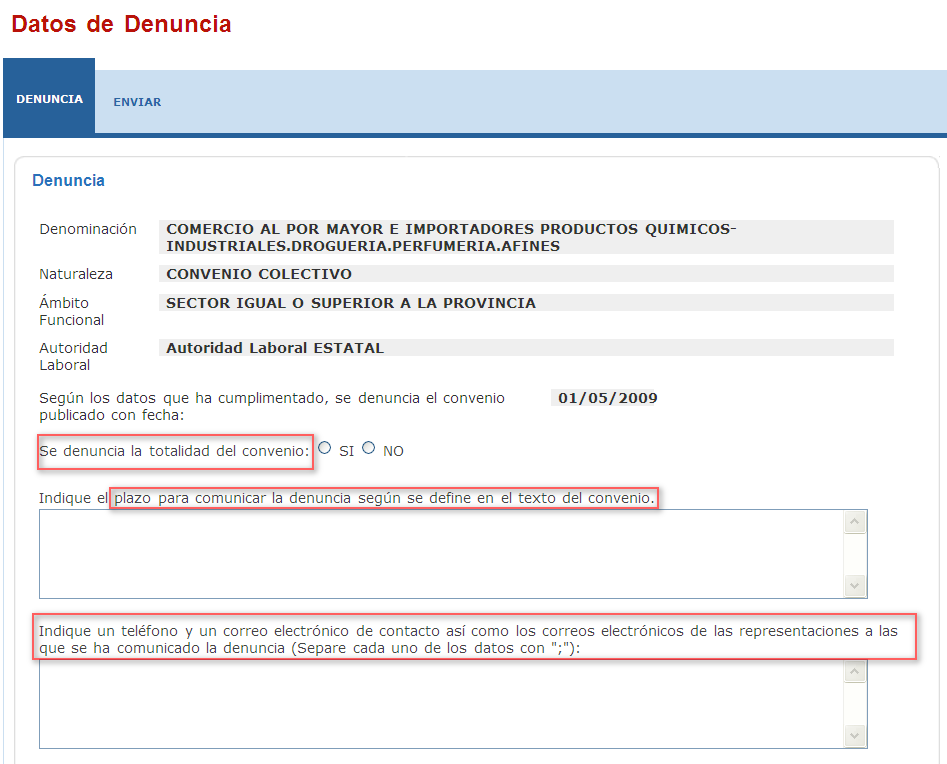 Datos de Denuncia
DENUNCIA
ENVIAR
Denuncia
Denominación
COMERCIO AL POR MAYOR E IMPORTADORES PRODUCTOS QUIMICOS-
INDUSTRIALES.DROGUERIA.PERFUMERIA.AFINES
Naturaleza
CONVENIO COLECTIVO
Ámbito
Funcional
SECTOR IGUAL O SUPERIOR A LA PROVINCIA
Autoridad
Laboral
Autoridad Laboral ESTATAL
Según los datos que ha cumplimentado, se denuncia el convenio
publicado con fecha:
01/05/2009
Se denuncia la totalidad del convenio: SI NO
Indique el plazo para comunicar la denuncia según se define en el texto del convenio.
Indique un teléfono y un correo electrónico de contacto así como los correos electrónicos de las representaciones a las
que se ha comunicado la denuncia (Separe cada uno de los datos con ";"):